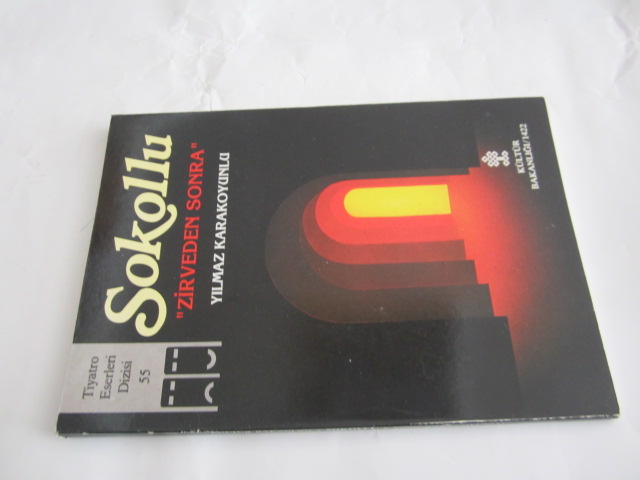 Tiyatro
Eserleri
Dizisi
55
Sokollu
"ZİRVEDEN SONRA"
YILMAZ KARAKOYUNLU
KÜLTÜR
BAKANLIĞI/1422